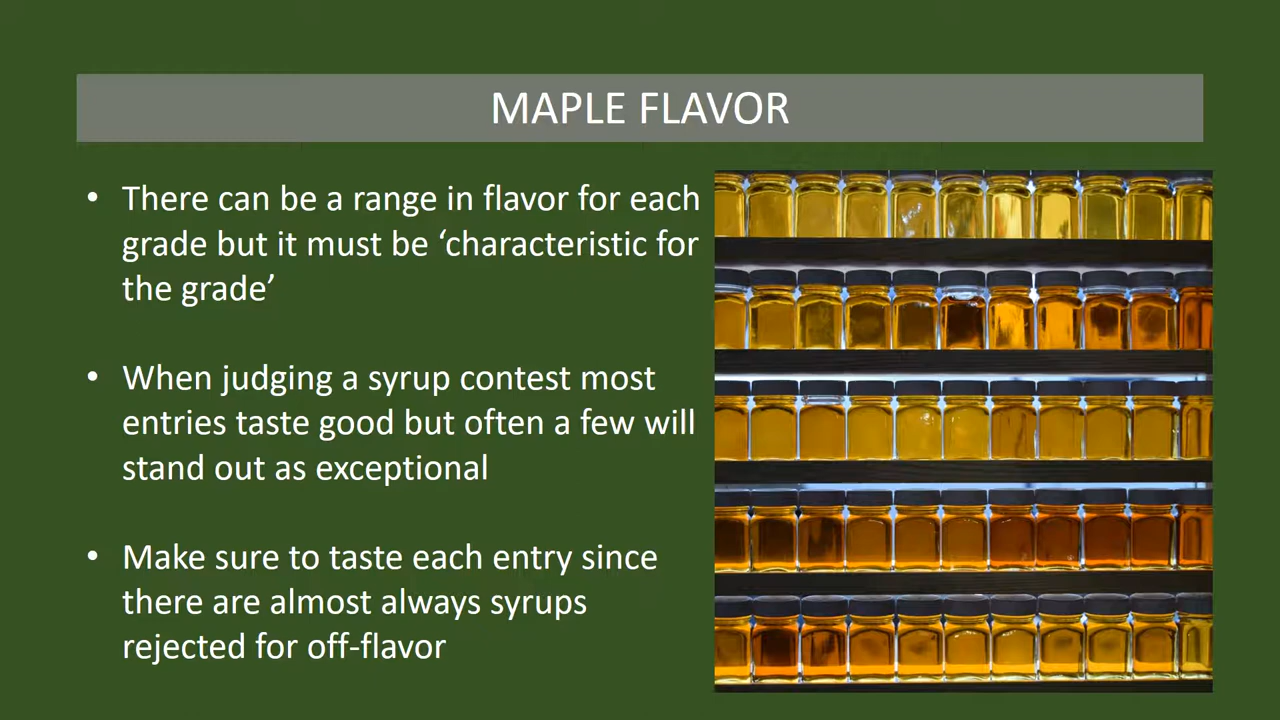 MAPLE FLAVOR
• There can be a range in flavor for each
grade but it must be ‘characteristic for
the grade’
• When judging a syrup contest most
entries taste good but often a few will
stand out as exceptional
• Make sure to taste each entry since
there are almost always syrups
rejected for off-flavor